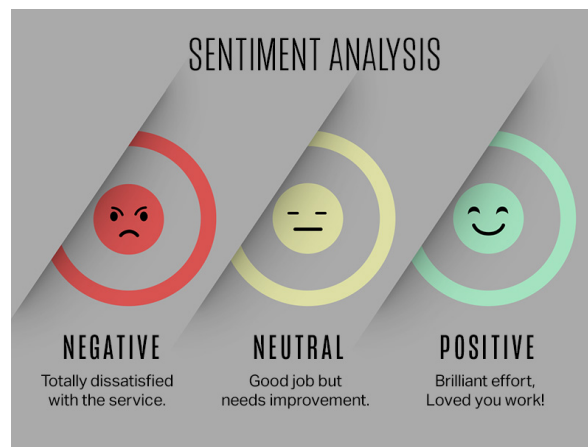 SENTIMENT ANALYSIS
NEGATIVE
Totally dissatisfied
with the service.
NEUTRAL
Good job but
needs improvement.
POSITIVE
Brilliant effort,
Loved you work!